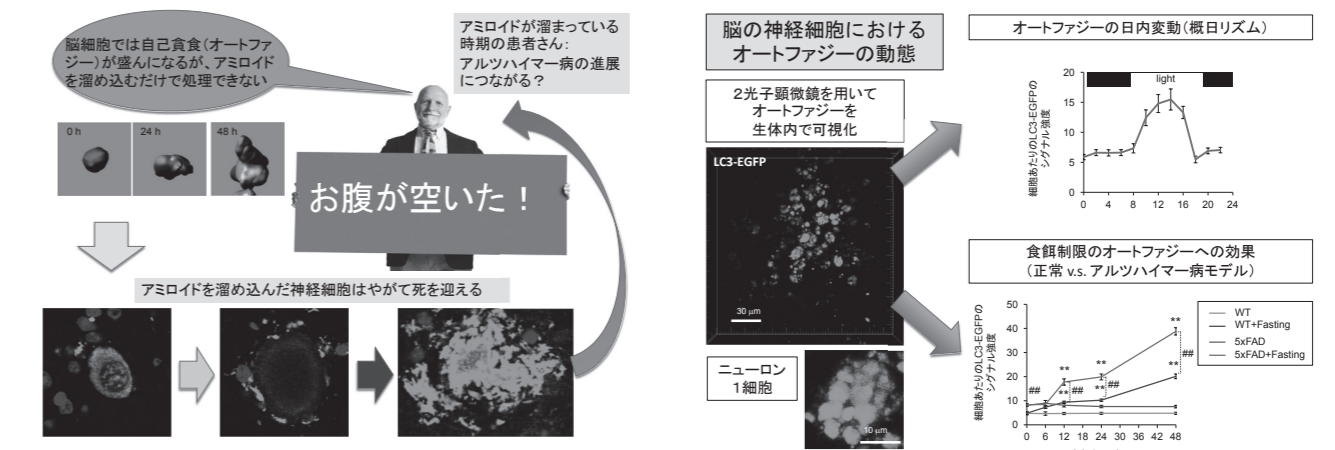 脳細胞では自己貪食(オートファ
ジー)が盛んになるが、アミロイド
を溜め込むだけで処理できない
アミロイドが溜まっている
時期の患者さん:
アルツハイマー病の進展
につながる?
0 h
24 h
48 h
お腹が空いた!
アミロイドを溜め込んだ神経細胞はやがて死を迎える
脳の神経細胞における
オートファジーの動態
2光子顕微鏡を用いて
オートファジーを
生体内で可視化
LC3-EGFP
30 μm
ニューロン
1細胞
10 μm
オートファジーの日内変動(概日リズム)
細胞あたりのLC3-EGFPの
シグナル強度
20
15
10
5
0
light
0 4 8 12 16 20 24
食餌制限のオートファジーへの効果
(正常 v.s. アルツハイマー病モデル)
細胞あたりのLC3-EGFPの
シグナル強度
50
40
30
20
10
0
##
**
**
##
**
**
##
**
**
##
0 6 12 24 30 36 42 48
WT
WT+Fasting
5xFAD
5xFAD+Fasting